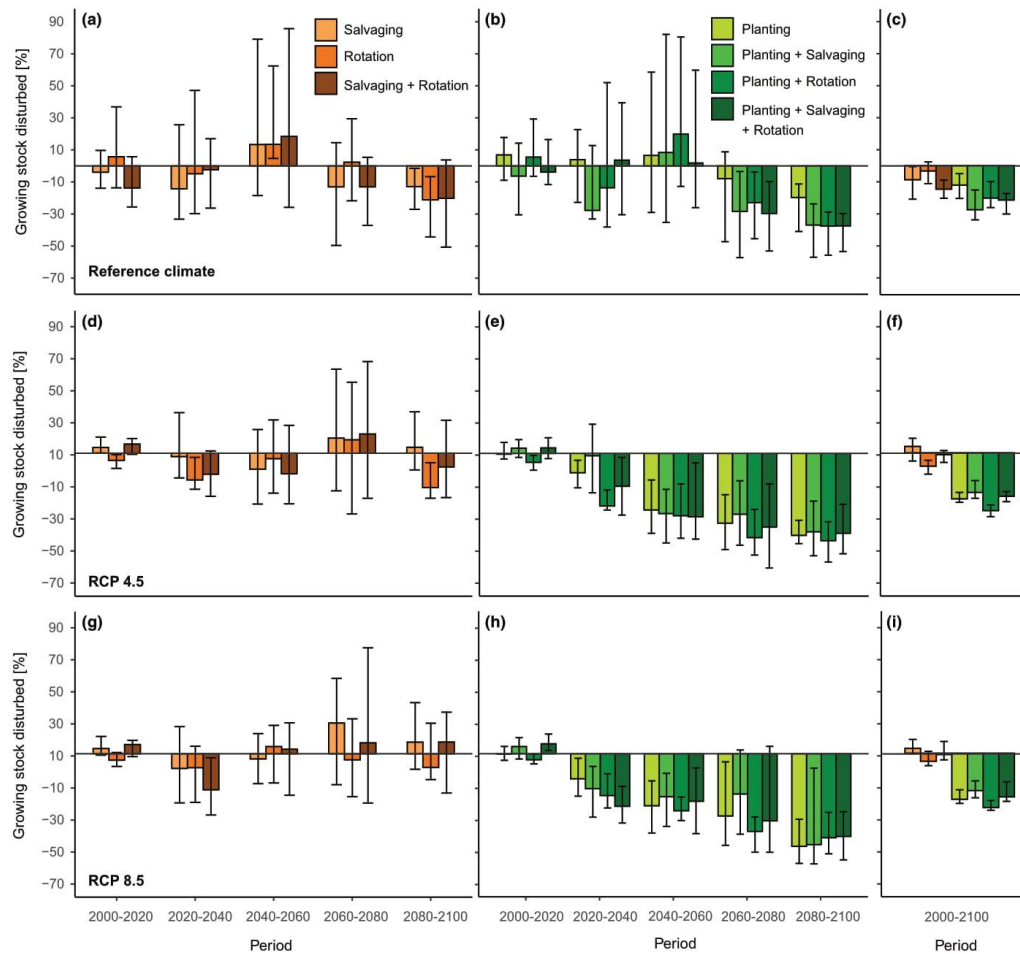 (a)
Salvaging
Rotation
Salvaging + Rotation
(b)
Planting
Planting + Salvaging
Planting + Rotation
Planting + Salvaging
+ Rotation
(c)
Growing stock disturbed [%]
90
70
50
30
10
−10
−30
−50
−70
Reference climate
(d)
(e)
(f)
Growing stock disturbed [%]
90
70
50
30
10
−10
−30
−50
−70
RCP 4.5
(g)
(h)
(i)
Growing stock disturbed [%]
90
70
50
30
10
−10
−30
−50
−70
RCP 8.5
2000-2020 2020-2040 2040-2060 2060-2080 2080-2100
2000-2020 2020-2040 2040-2060 2060-2080 2080-2100
2000-2100
Period
Period
Period